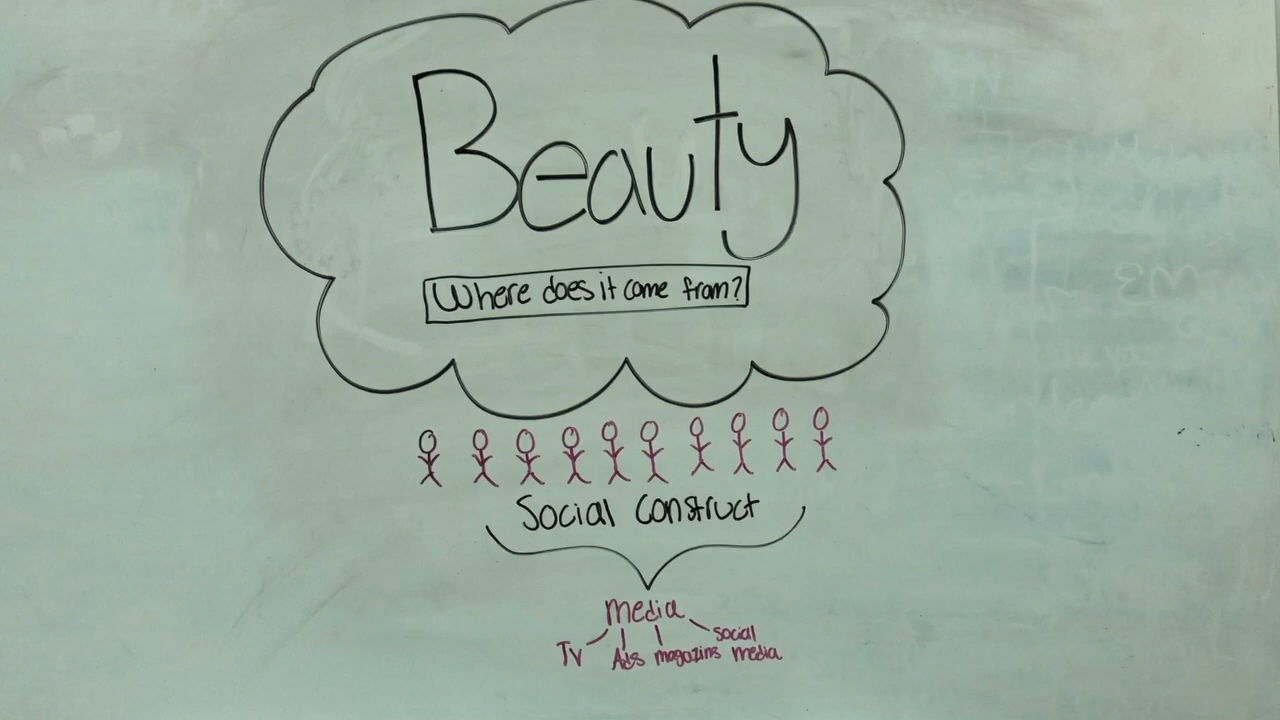 Beauty
Where does it come from?
Social Construct
media
Tv Ads magazins social media